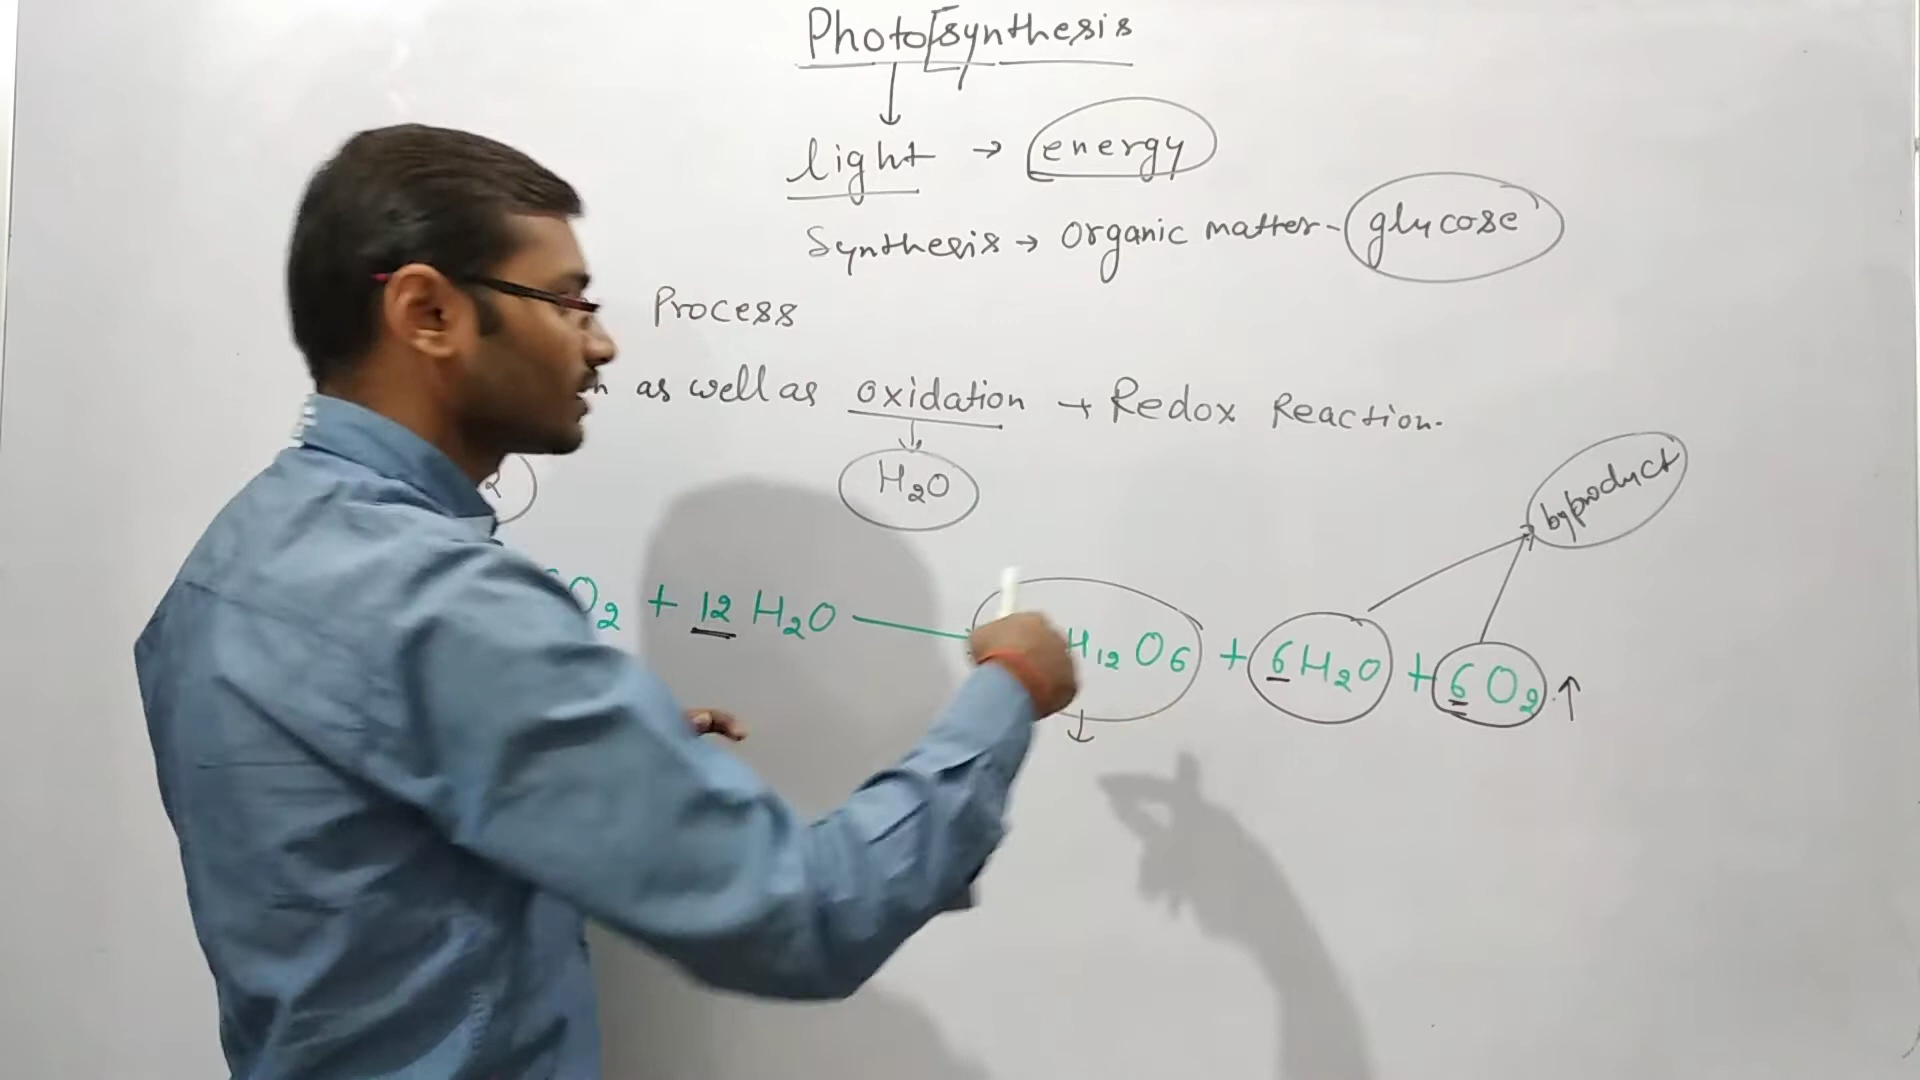 Photosynthesis
light → energy
Synthesis → Organic matter - glucose
Process
as well as oxidation → Redox Reaction.
H₂O
byproduct
O₂ + 12 H₂O → H₁₂O₆ + 6H₂O + 6O₂ ↑